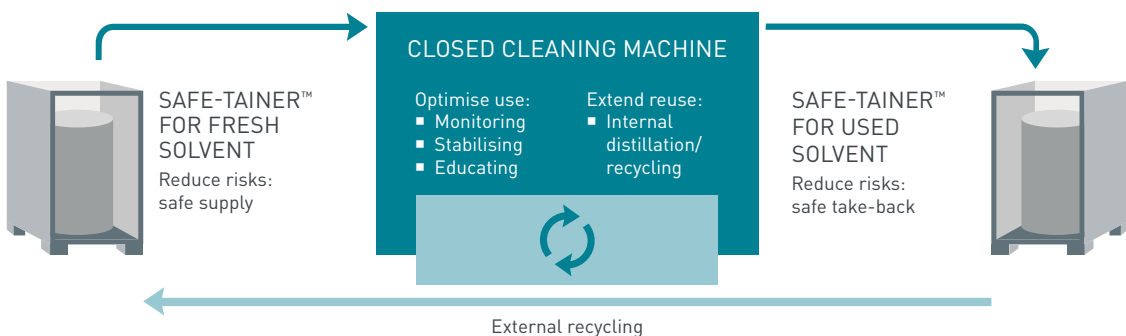 CLOSED CLEANING MACHINE
SAFE-TAINER™
FOR FRESH
SOLVENT
Reduce risks:
safe supply
Optimise use:
▪ Monitoring
▪ Stabilising
▪ Educating
Extend reuse:
▪ Internal
distillation/
recycling
SAFE-TAINER™
FOR USED
SOLVENT
Reduce risks:
safe take-back
External recycling